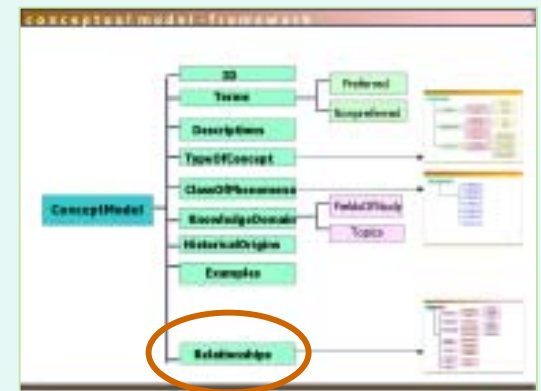 conceptual model - framework
ID
Terms
Preferred
Nonpreferred
Descriptions
TypeOfConcept
ClassOfPhenomena
ConceptModel
KnowledgeDomain
FieldsOfStudy
Topics
HistoricalOrigins
Examples
Relationships